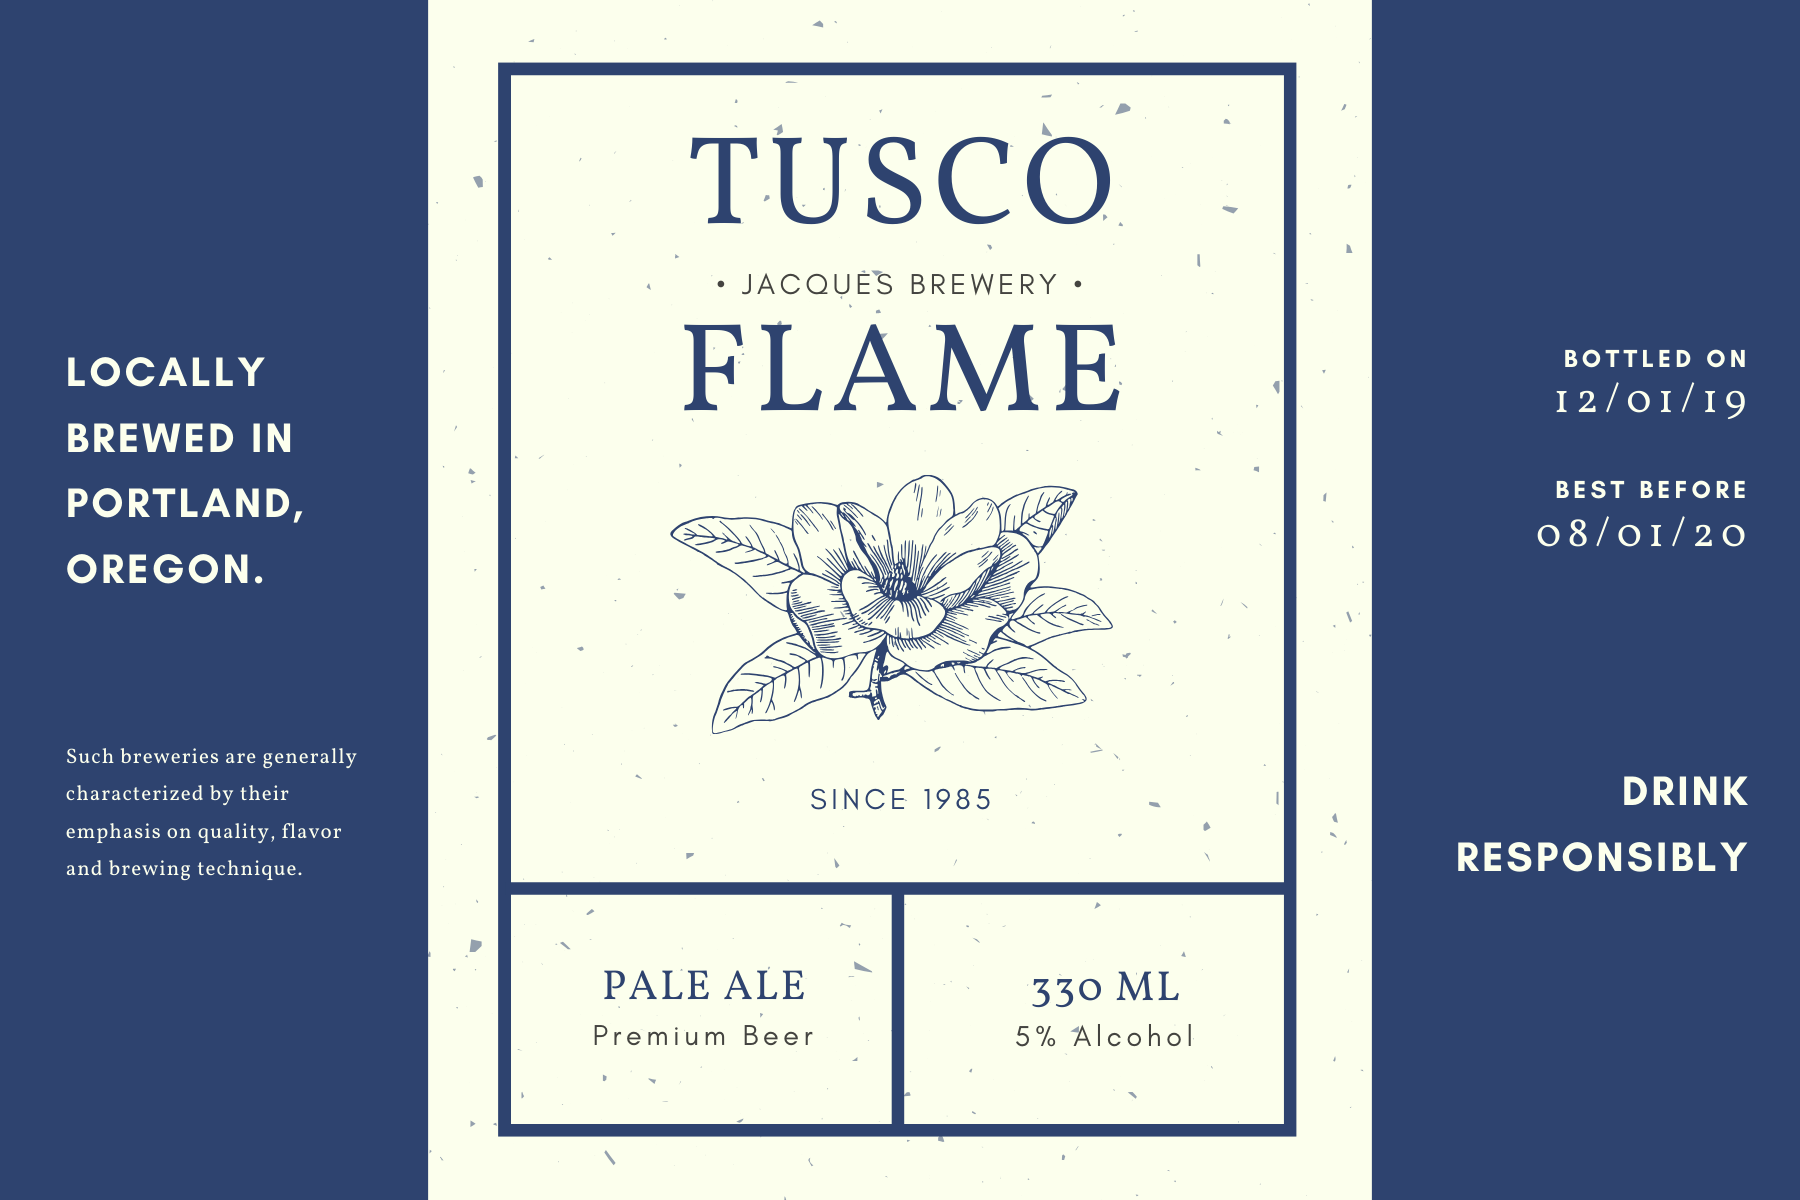 LOCALLY
BREWED IN
PORTLAND,
OREGON.
Such breweries are generally
characterized by their
emphasis on quality, flavor
and brewing technique.
TUSCO
• JACQUES BREWERY •
FLAME
SINCE 1985
PALE ALE
Premium Beer
330 ML
5% Alcohol
BOTTLED ON
12/01/19
BEST BEFORE
08/01/20
DRINK
RESPONSIBLY